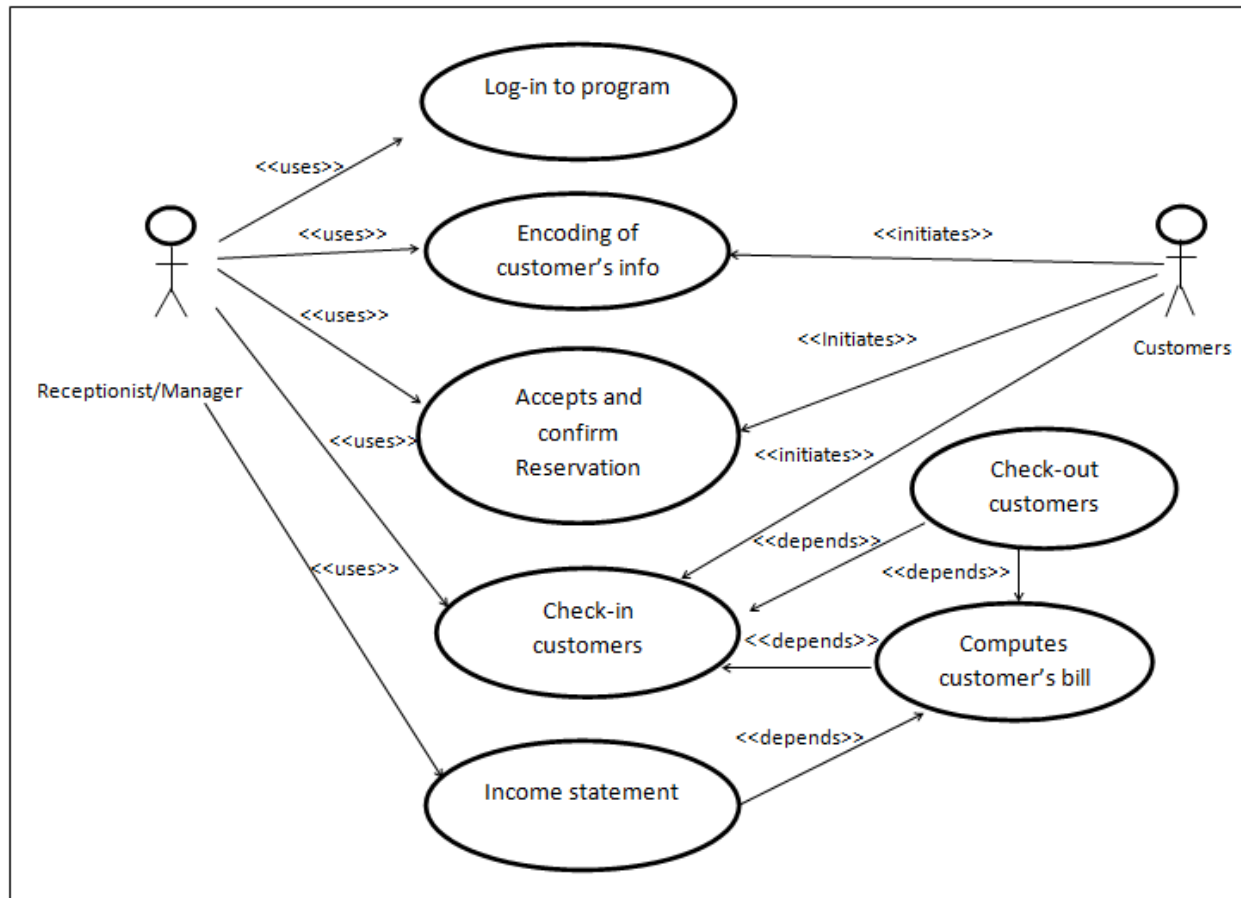 Log-in to program
<<uses>>
<<uses>>
Encoding of
customer's info
<<initiates>>
<<uses>>
<<Initiates>>
Customers
Receptionist/Manager
Accepts and
confirm
Reservation
<<uses>>
<<initiates>>
Check-out
customers
<<depends>>
<<uses>>
<<depends>>
Check-in
customers
<<depends>>
Computes
customer's bill
<<depends>>
Income statement